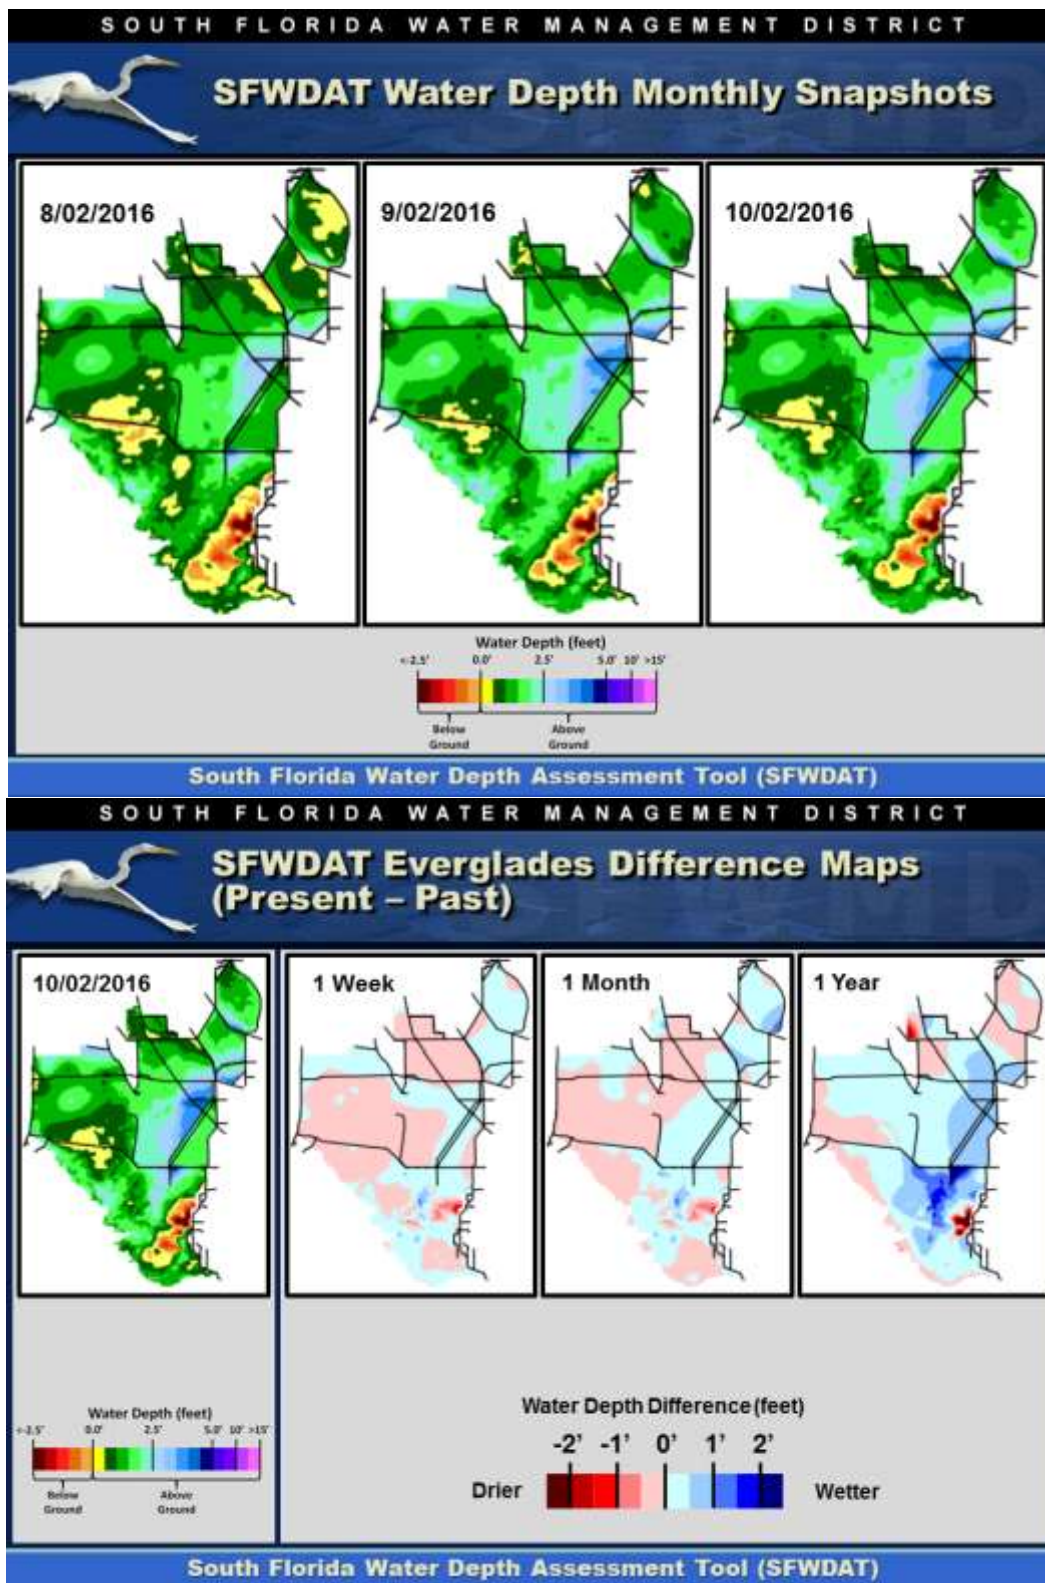 SOUTH FLORIDA WATER MANAGEMENT DISTRICT
SFWDAT Water Depth Monthly Snapshots
8/02/2016
9/02/2016
10/02/2016
Water Depth (feet)
<-2.5' 0.0' 2.5' 5.0' 10' >15'
Below Ground
Above Ground
South Florida Water Depth Assessment Tool (SFWDAT)
SOUTH FLORIDA WATER MANAGEMENT DISTRICT
SFWDAT Everglades Difference Maps
(Present – Past)
10/02/2016
1 Week
1 Month
1 Year
Water Depth (feet)
<-2.5' 0.0' 2.5' 5.0' 10' >15'
Below Ground
Above Ground
Water Depth Difference (feet)
-2' -1' 0' 1' 2'
Drier
Wetter
South Florida Water Depth Assessment Tool (SFWDAT)